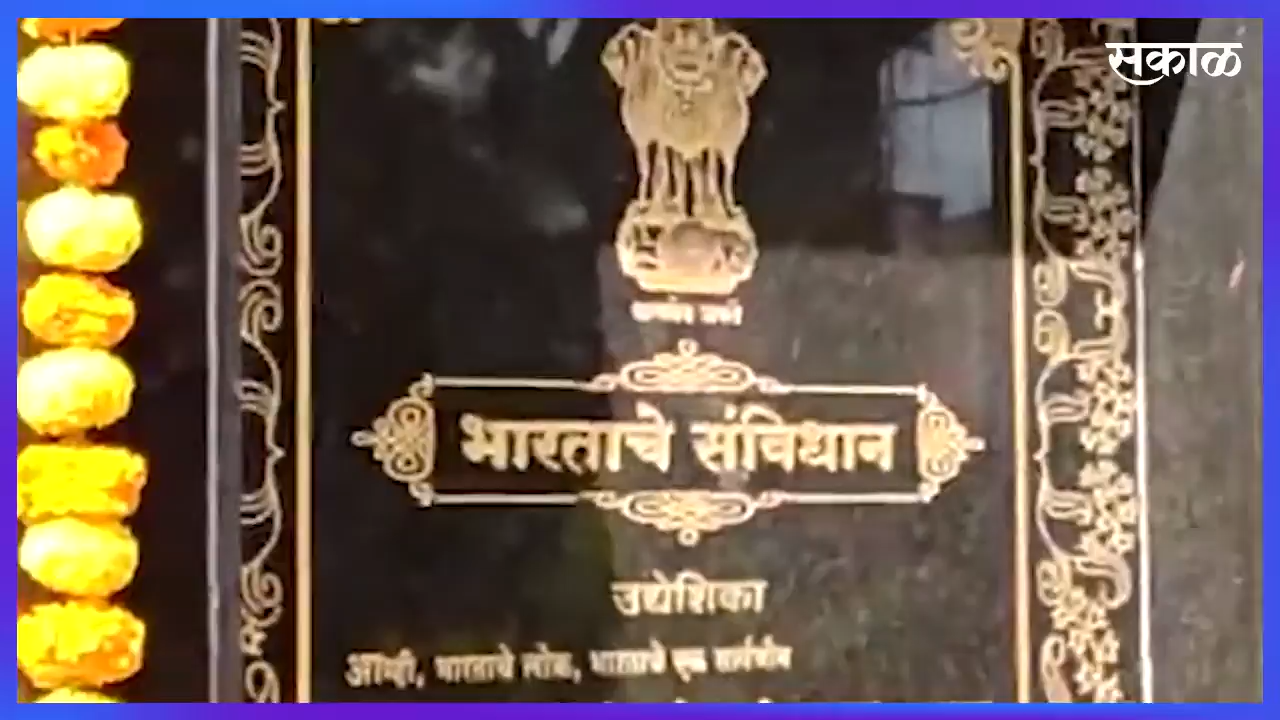 सकाळ
भारताचे संविधान
उद्येशिका
आम्ही, भारताचे लोक, भारताचे एक सार्वभौम